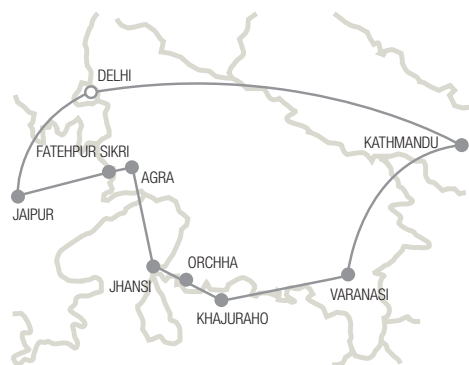 DELHI
KATHMANDU
FATEHPUR SIKRI
AGRA
JAIPUR
ORCHHA
JHANSI
VARANASI
KHAJURAHO